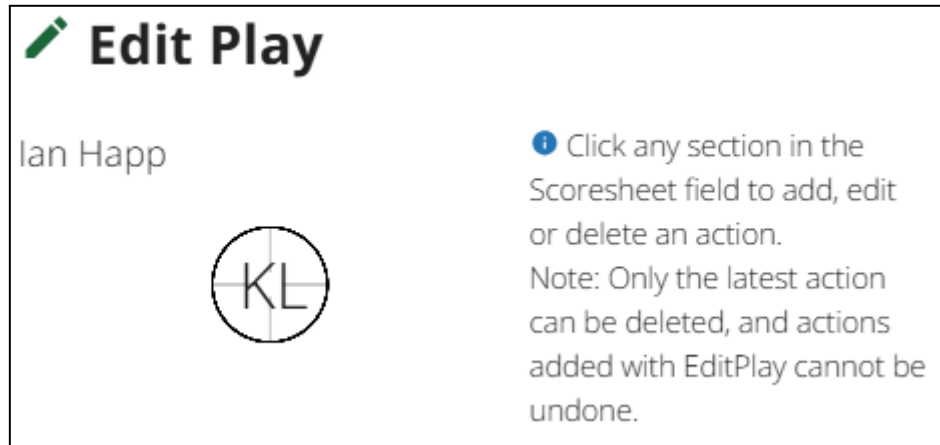 Edit Play
Ian Happ
Click any section in the
Scoresheet field to add, edit
or delete an action.
Note: Only the latest action
can be deleted, and actions
added with EditPlay cannot be
undone.
KL